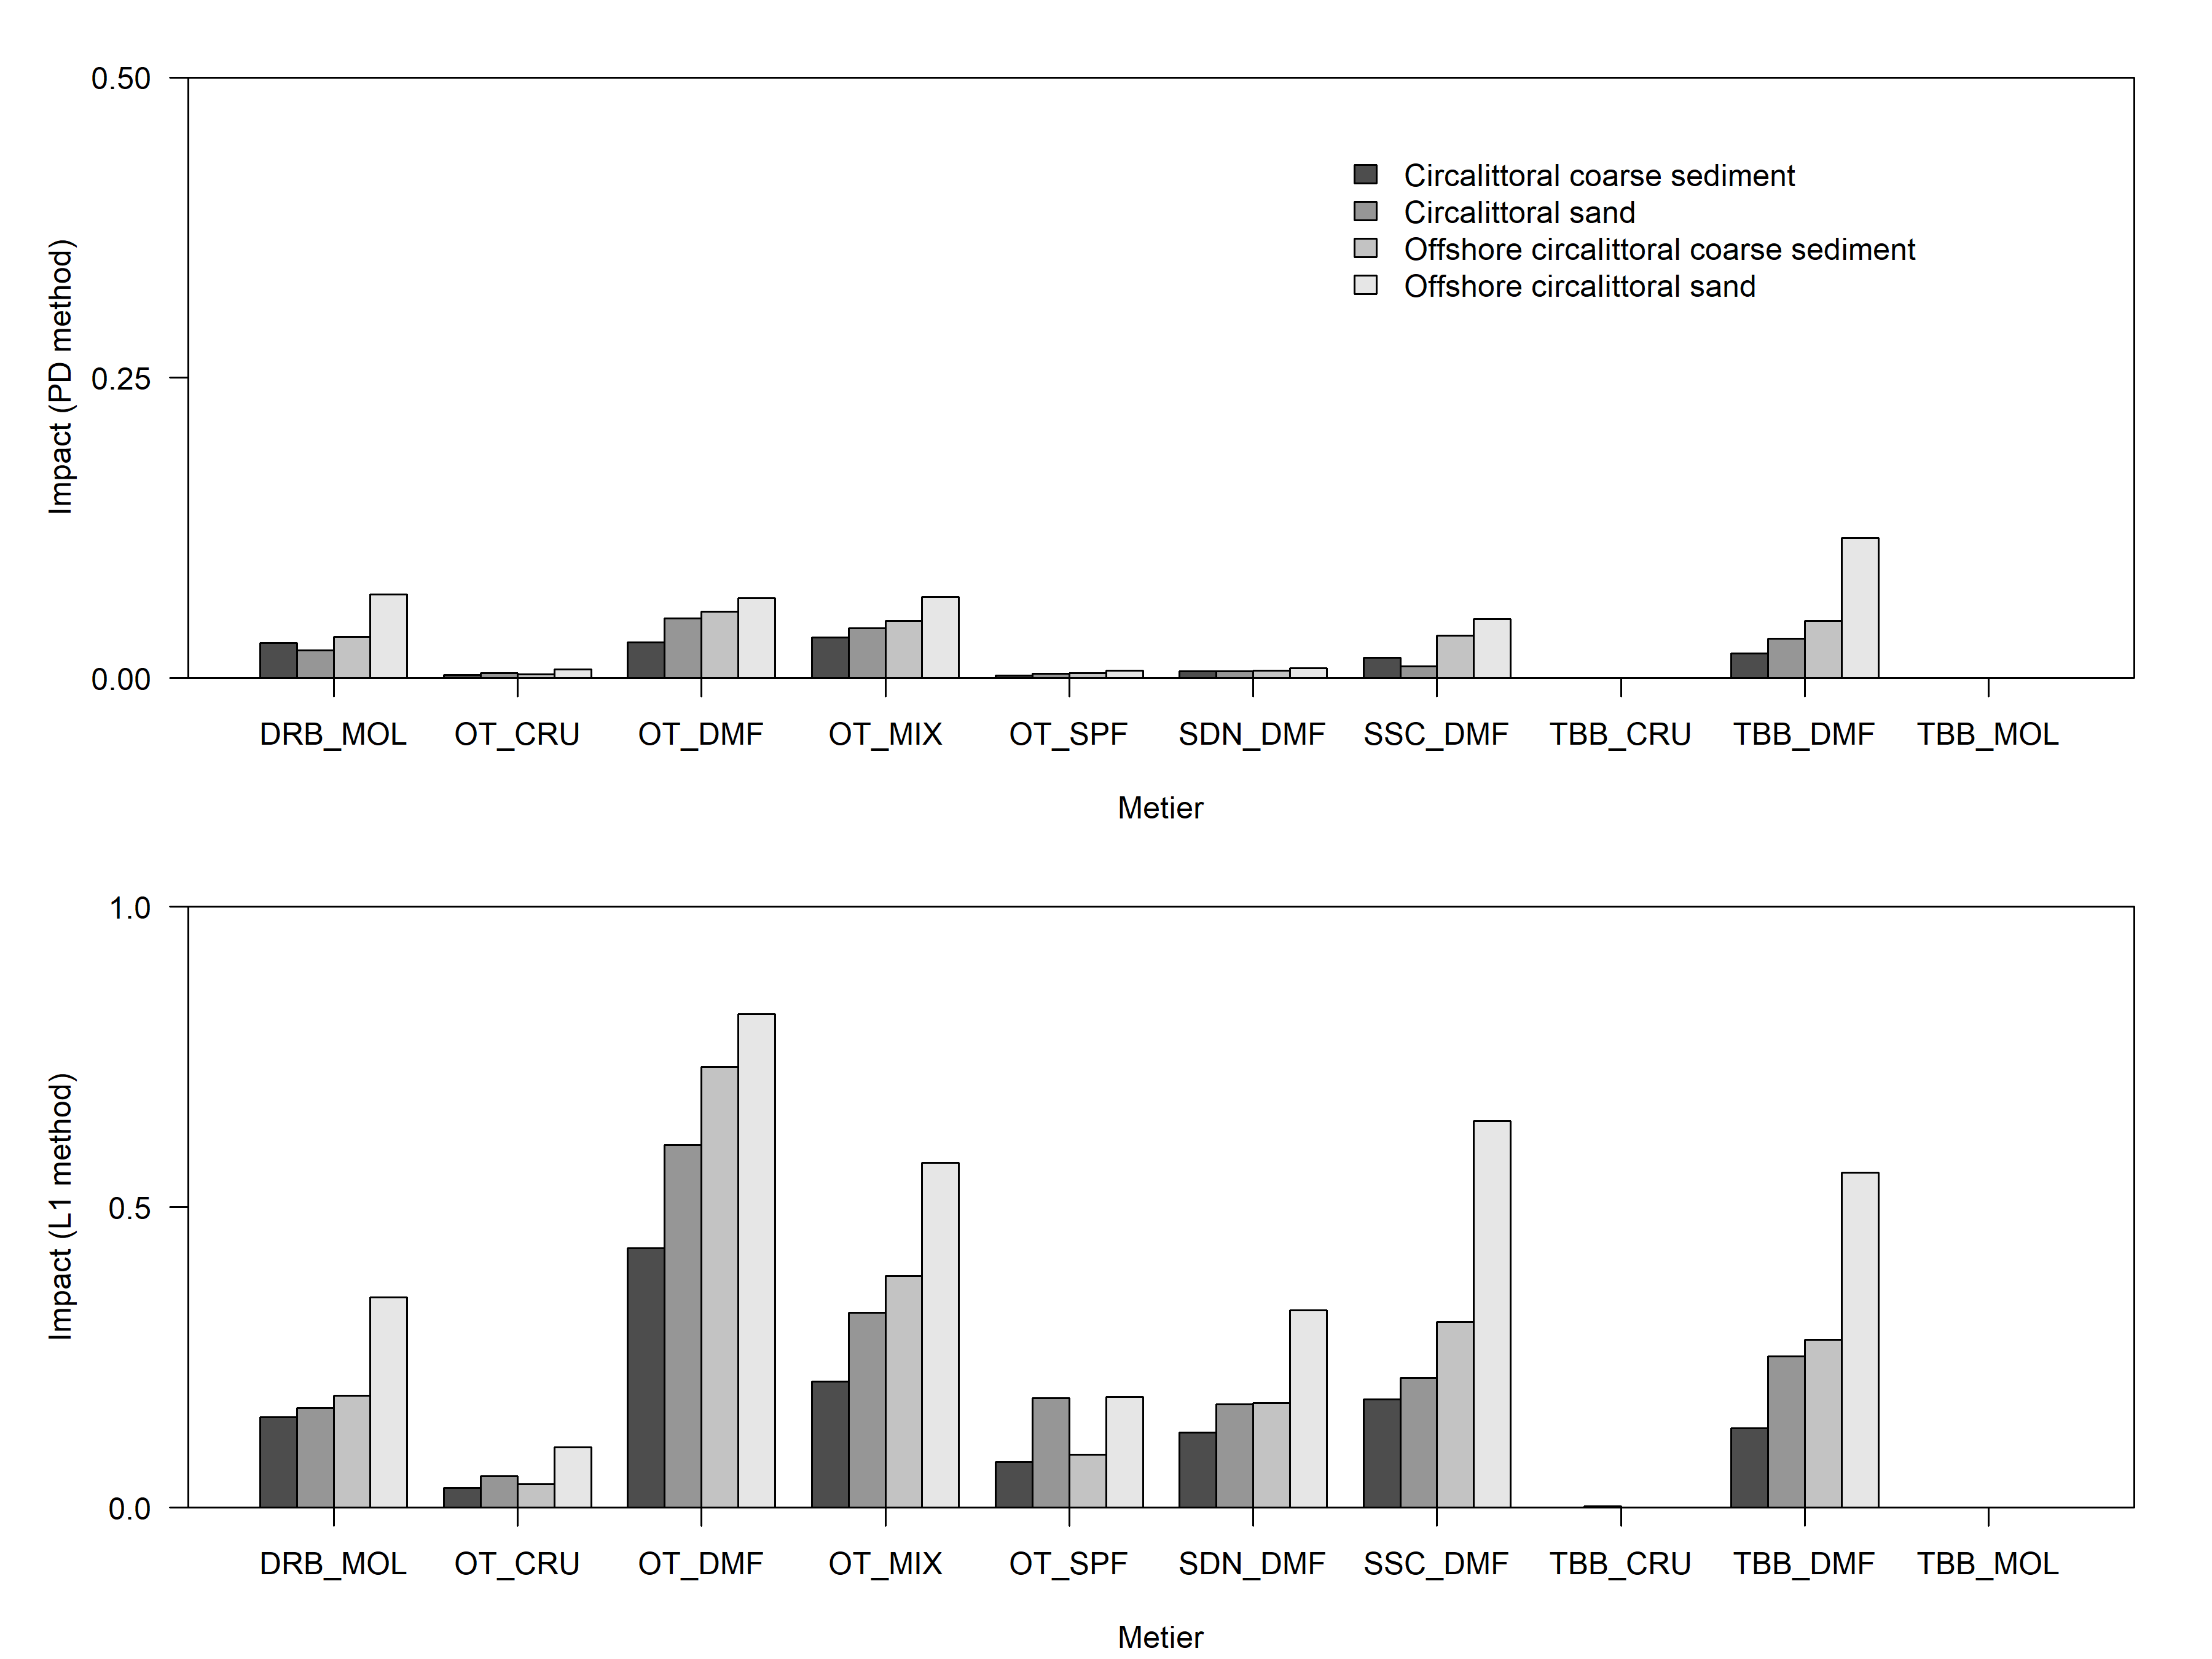 Impact (PD method)
0.50
0.25
0.00
Circalittoral coarse sediment
Circalittoral sand
Offshore circalittoral coarse sediment
Offshore circalittoral sand
DRB_MOL OT_CRU OT_DMF OT_MIX OT_SPF SDN_DMF SSC_DMF TBB_CRU TBB_DMF TBB_MOL
Metier
Impact (L1 method)
1.0
0.5
0.0
DRB_MOL OT_CRU OT_DMF OT_MIX OT_SPF SDN_DMF SSC_DMF TBB_CRU TBB_DMF TBB_MOL
Metier